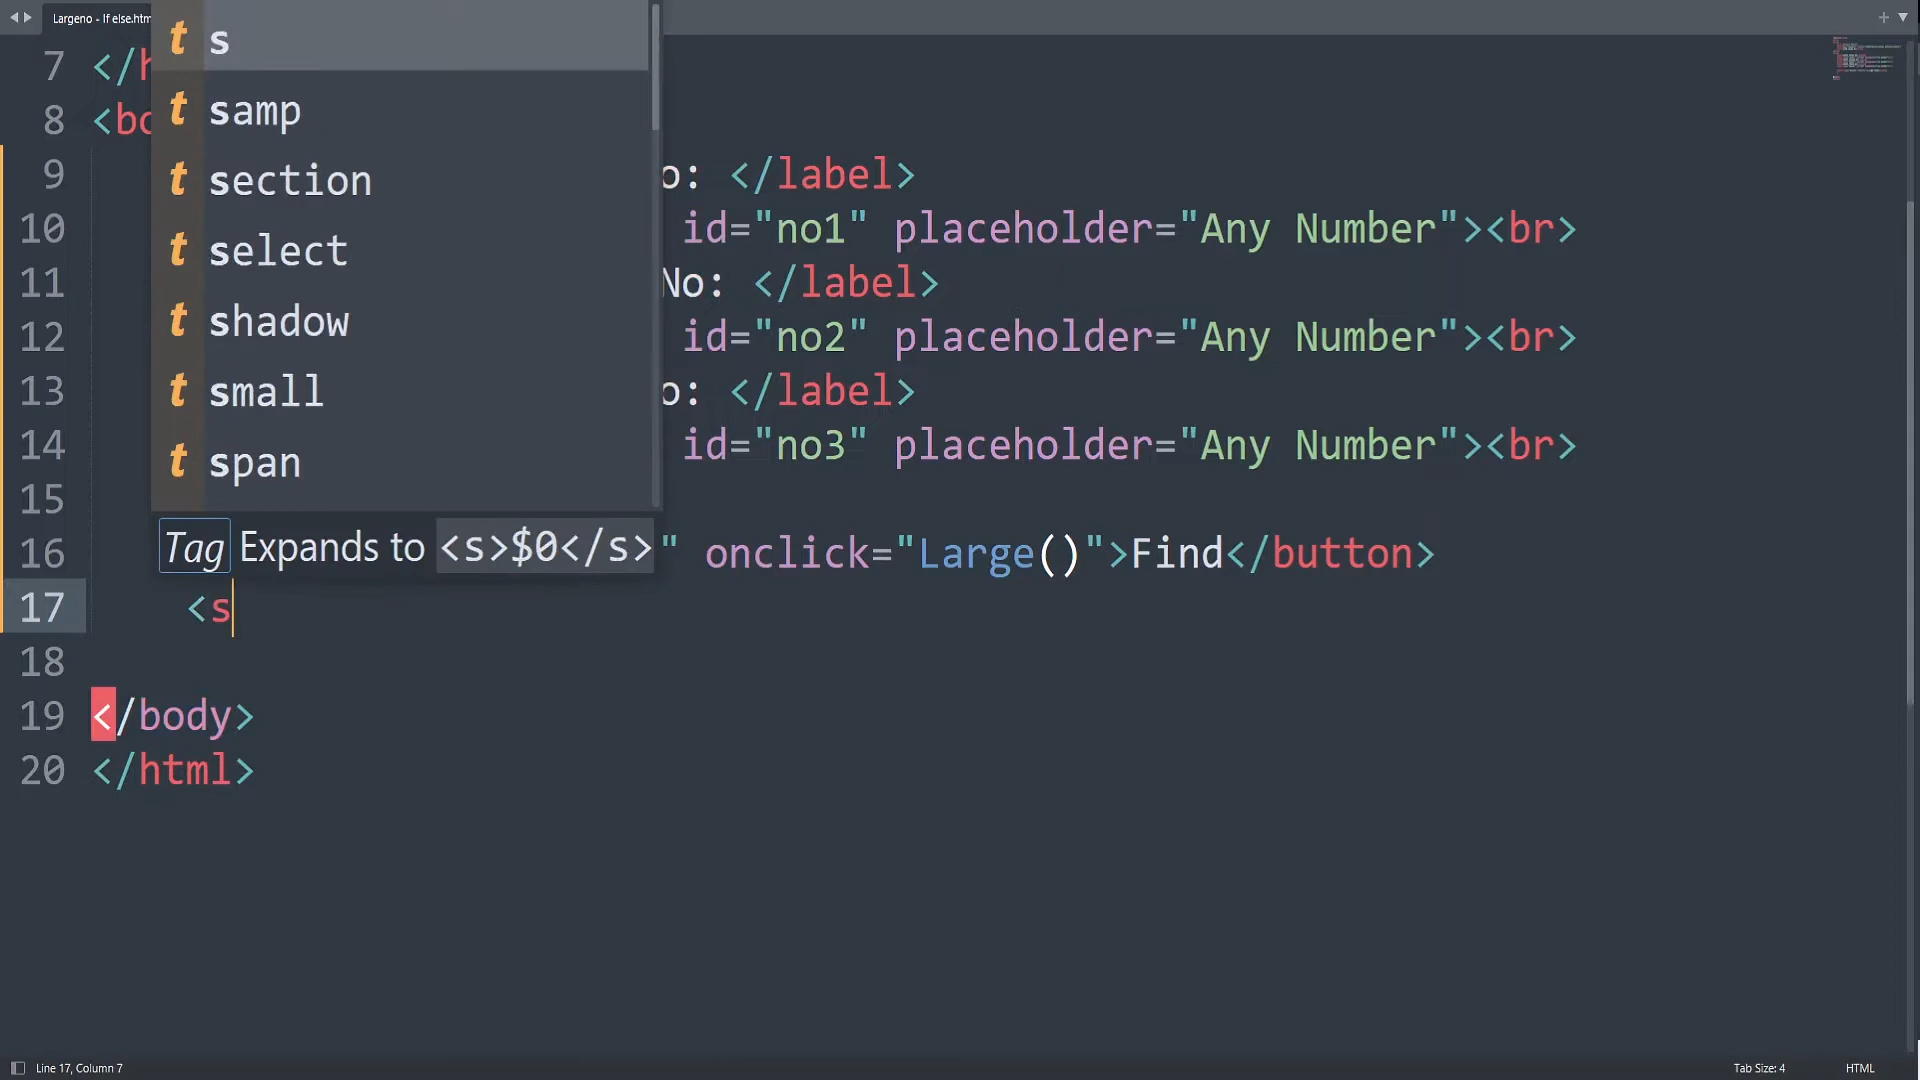 Largeno - If else.htm
s
7 </h
samp
8 <bo
section
9 o: </label>
10 id="no1" placeholder="Any Number"><br>
select
11 No: </label>
shadow
12 id="no2" placeholder="Any Number"><br>
small
13 o: </label>
14 id="no3" placeholder="Any Number"><br>
span
15
Tag Expands to <s>$0</s>
16 " onclick="Large()">Find</button>
17 <s
18
19 </body>
20 </html>
Line 17, Column 7
Tab Size: 4
HTML